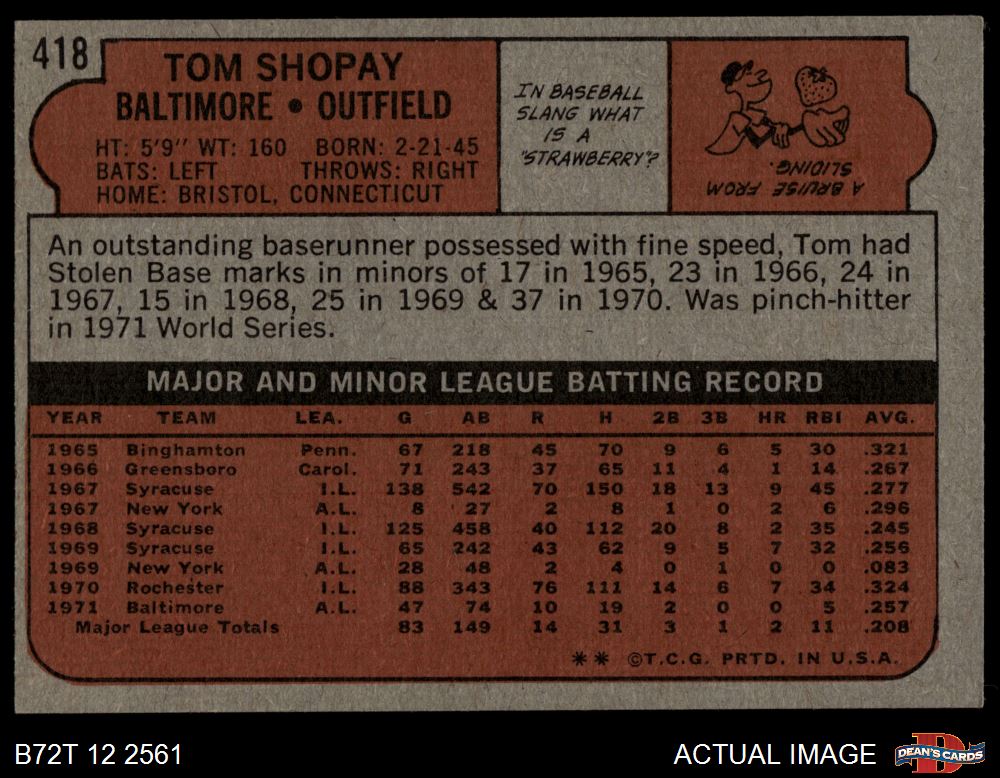 418
TOM SHOPAY
BALTIMORE • OUTFIELD
HT: 5'9" WT: 160 BORN: 2-21-45
BATS: LEFT THROWS: RIGHT
HOME: BRISTOL, CONNECTICUT
IN BASEBALL
SLANG WHAT
IS A
"STRAWBERRY"?
A BRUISE FROM
SLIDING.
An outstanding baserunner possessed with fine speed, Tom had
Stolen Base marks in minors of 17 in 1965, 23 in 1966, 24 in
1967, 15 in 1968, 25 in 1969 & 37 in 1970. Was pinch-hitter
in 1971 World Series.
MAJOR AND MINOR LEAGUE BATTING RECORD
YEAR TEAM LEA. G AB R H 2B 3B HR RBI AVG.
1965 Binghamton Penn. 67 218 45 70 9 6 5 30 .321
1966 Greensboro Carol. 71 243 37 65 11 4 1 14 .267
1967 Syracuse I.L. 138 542 70 150 18 13 9 45 .277
1967 New York A.L. 8 27 2 8 1 0 2 6 .296
1968 Syracuse I.L. 125 458 40 112 20 8 2 35 .245
1969 Syracuse I.L. 65 242 43 62 9 5 7 32 .256
1969 New York A.L. 28 48 2 4 0 1 0 0 .083
1970 Rochester I.L. 88 343 76 111 14 6 7 34 .324
1971 Baltimore A.L. 47 74 10 19 2 0 0 5 .257
Major League Totals 83 149 14 31 3 1 2 11 .208
** ©T.C.G. PRTD. IN U.S.A.
B72T 12 2561
ACTUAL IMAGE
DEAN'S CARDS